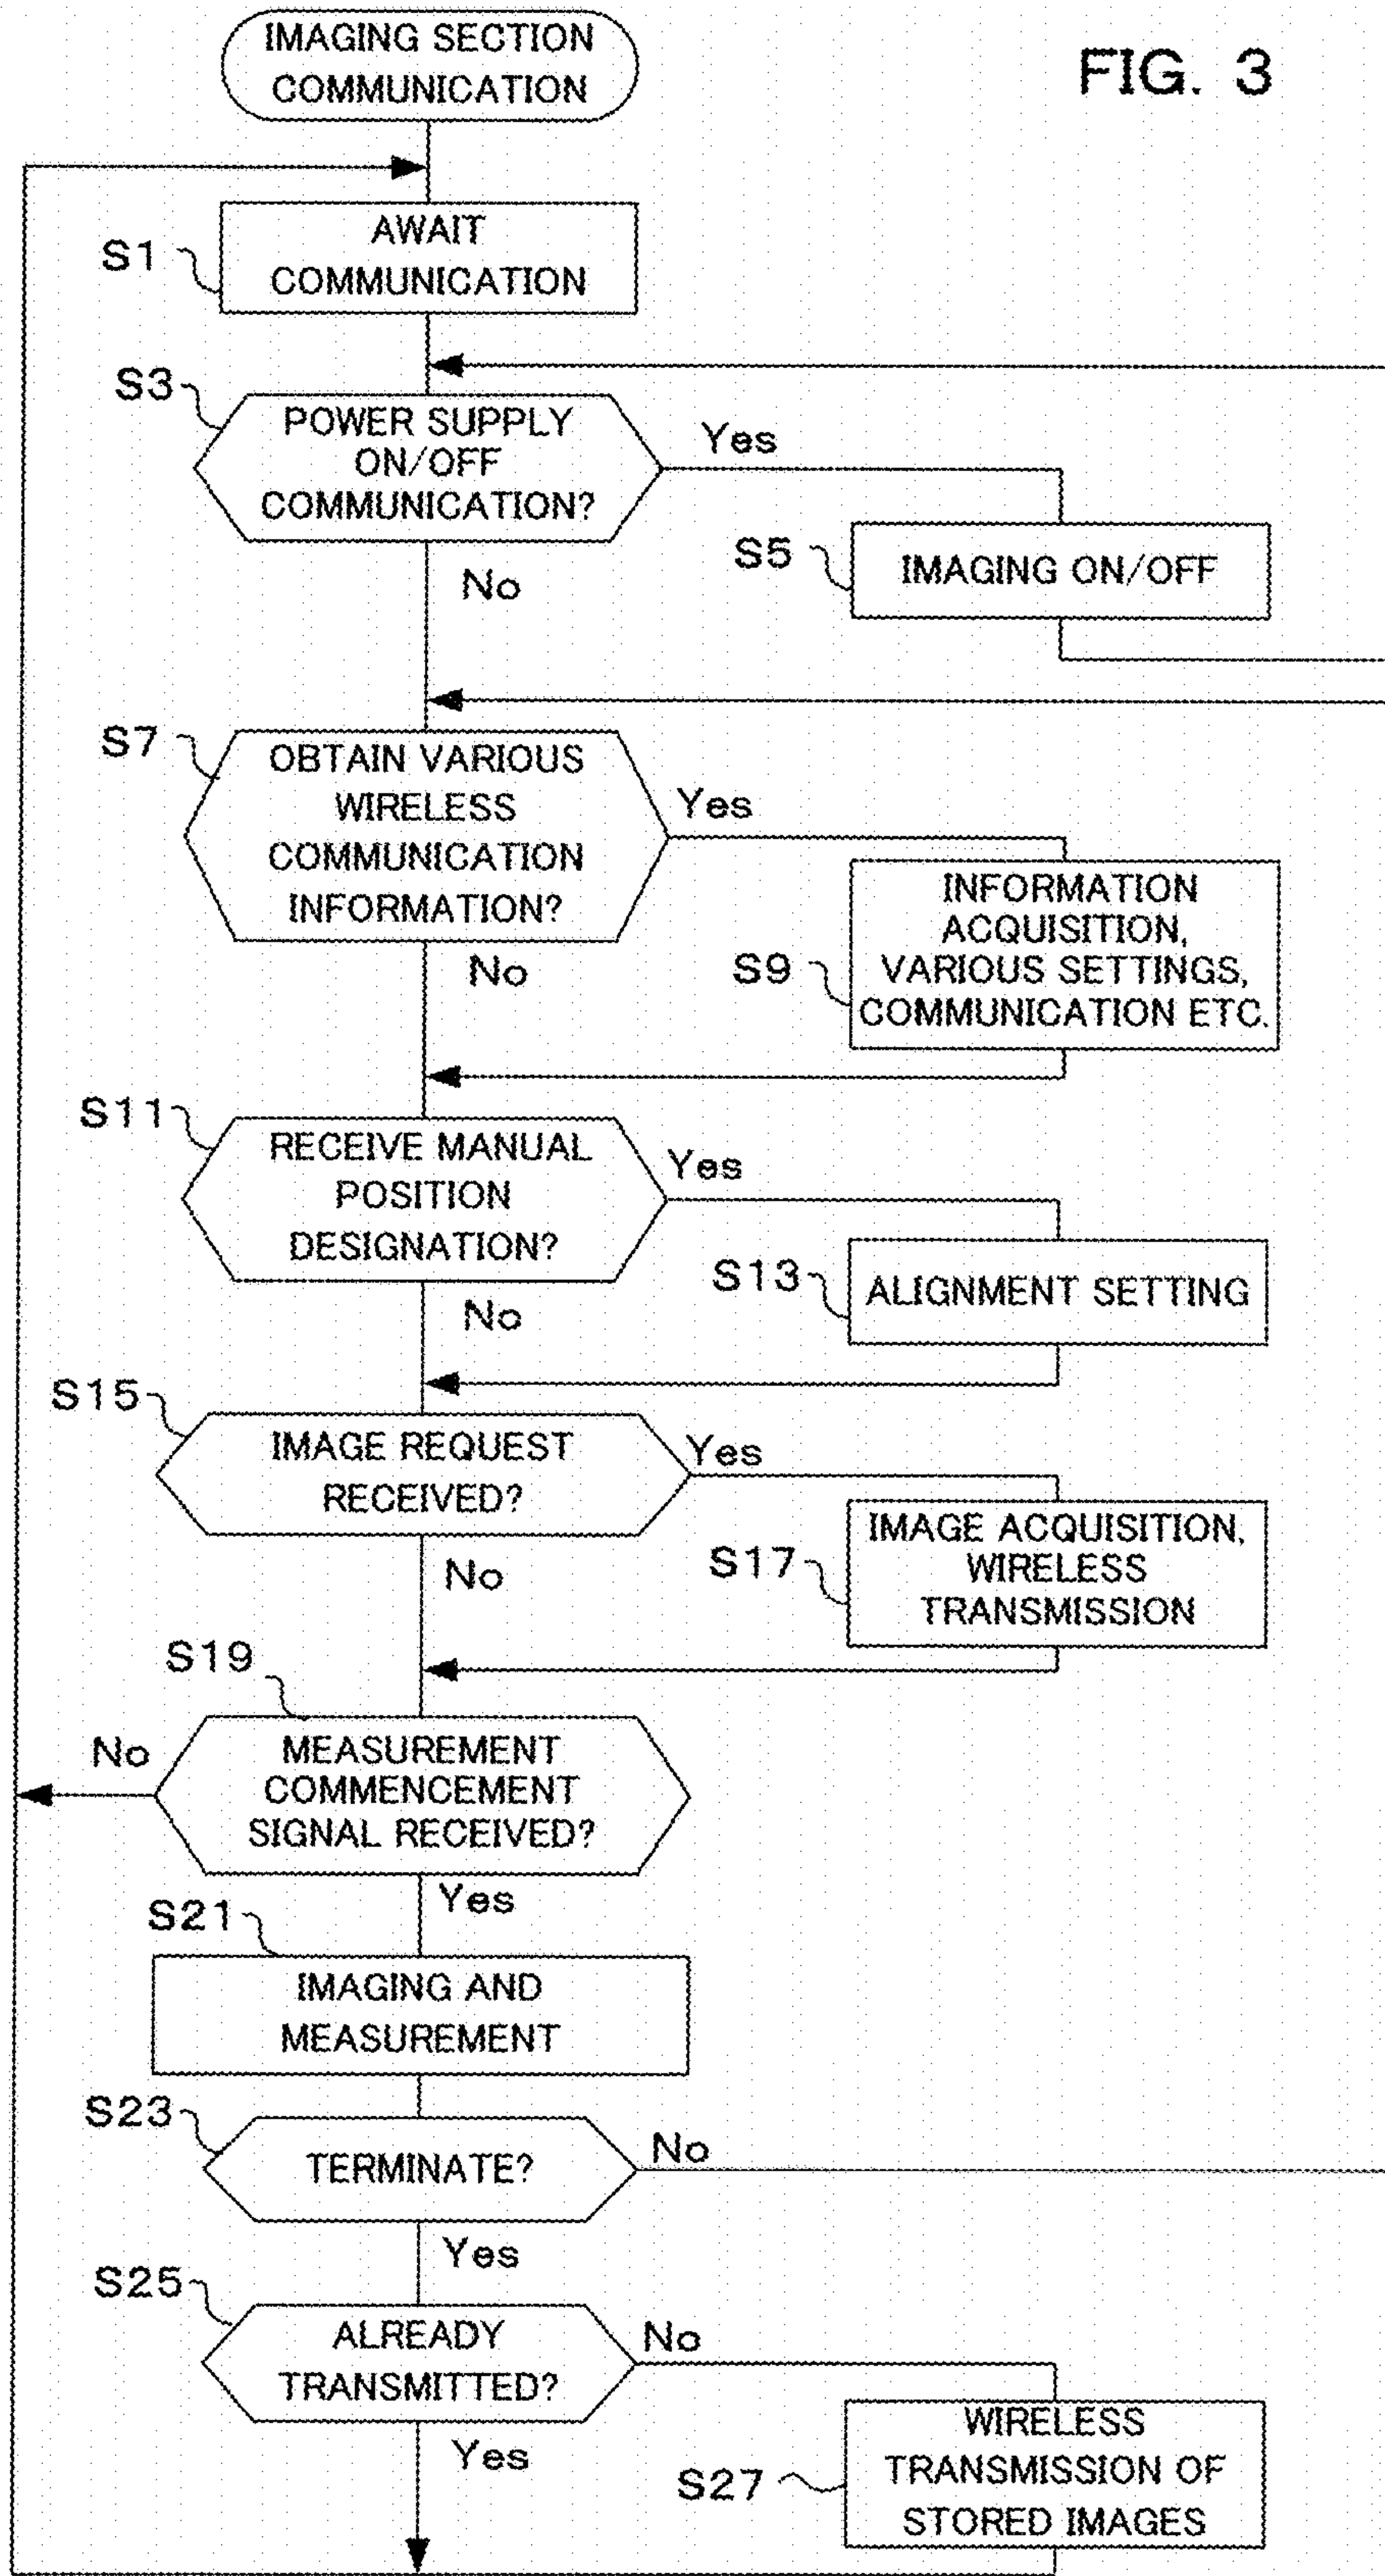 IMAGING SECTION
COMMUNICATION
FIG. 3
S1
AWAIT
COMMUNICATION
S3
POWER SUPPLY
ON/OFF
COMMUNICATION?
Yes
No
S5
IMAGING ON/OFF
S7
OBTAIN VARIOUS
WIRELESS
COMMUNICATION
INFORMATION?
Yes
No
S9
INFORMATION
ACQUISITION,
VARIOUS SETTINGS,
COMMUNICATION ETC.
S11
RECEIVE MANUAL
POSITION
DESIGNATION?
Yes
No
S13
ALIGNMENT SETTING
S15
IMAGE REQUEST
RECEIVED?
Yes
No
S17
IMAGE ACQUISITION,
WIRELESS
TRANSMISSION
S19
MEASUREMENT
COMMENCEMENT
SIGNAL RECEIVED?
No
Yes
S21
IMAGING AND
MEASUREMENT
S23
TERMINATE?
No
Yes
S25
ALREADY
TRANSMITTED?
No
Yes
S27
WIRELESS
TRANSMISSION OF
STORED IMAGES